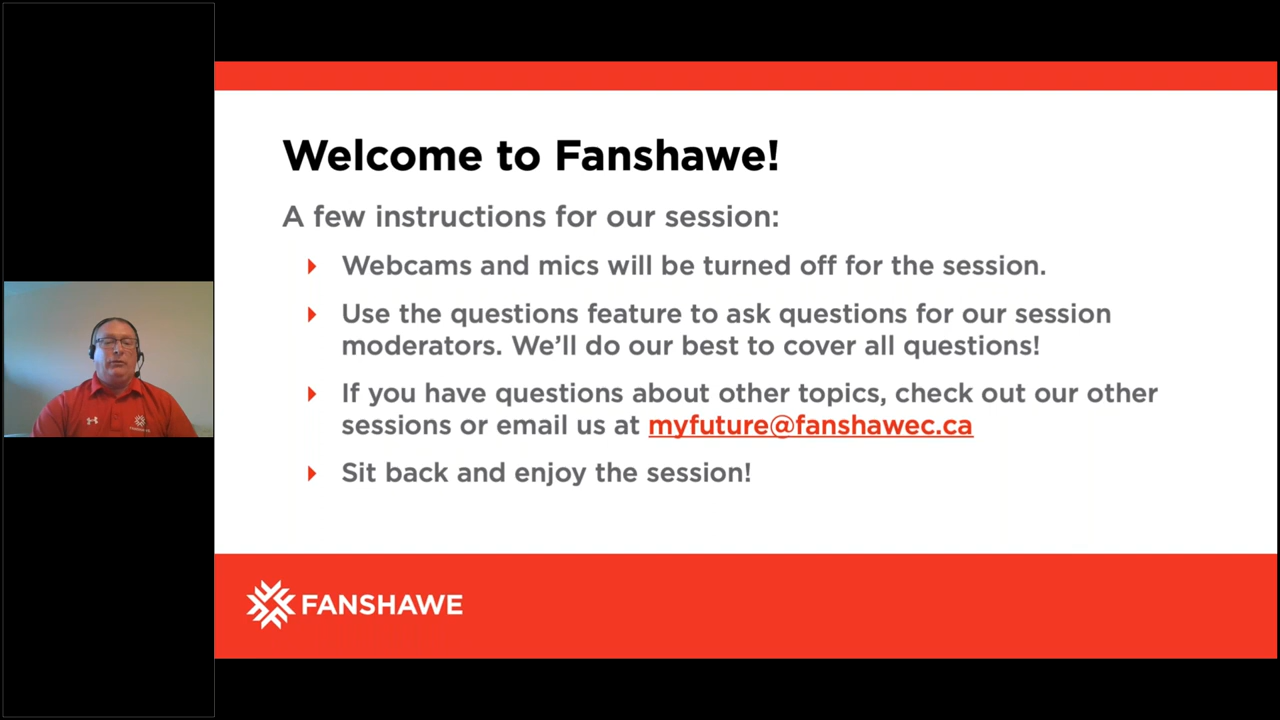 Welcome to Fanshawe!
A few instructions for our session:
Webcams and mics will be turned off for the session.
Use the questions feature to ask questions for our session
moderators. We’ll do our best to cover all questions!
If you have questions about other topics, check out our other
sessions or email us at myfuture@fanshawec.ca
Sit back and enjoy the session!
FANSHAWE
FANSHAWE